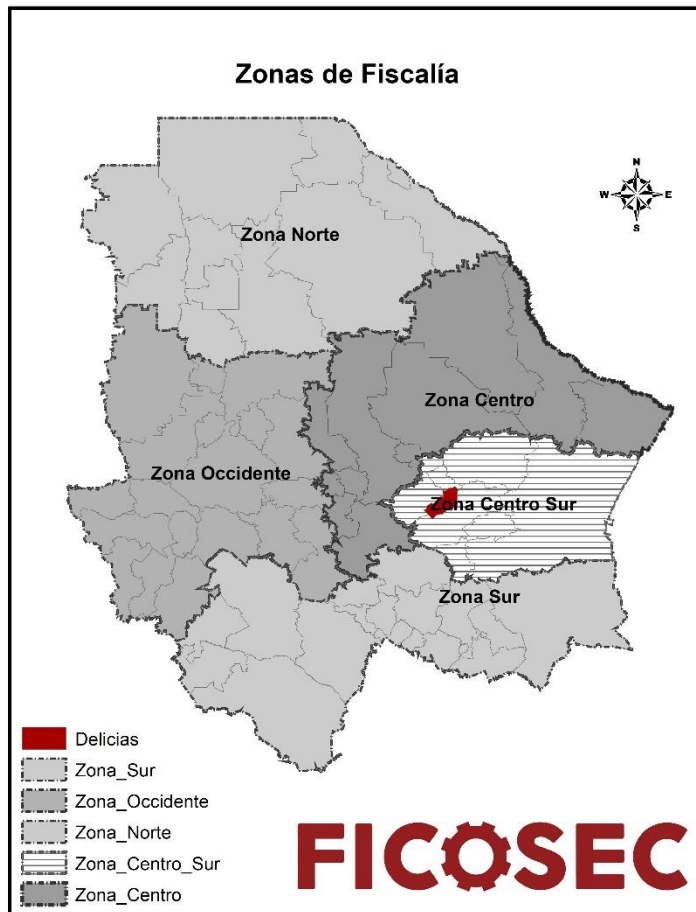 Zonas de Fiscalía
N
W E
S
Zona Norte
Zona Centro
Zona Occidente
Zona Centro Sur
Zona Sur
Delicias
Zona_Sur
Zona_Occidente
Zona_Norte
Zona_Centro_Sur
Zona_Centro
FICOSEC